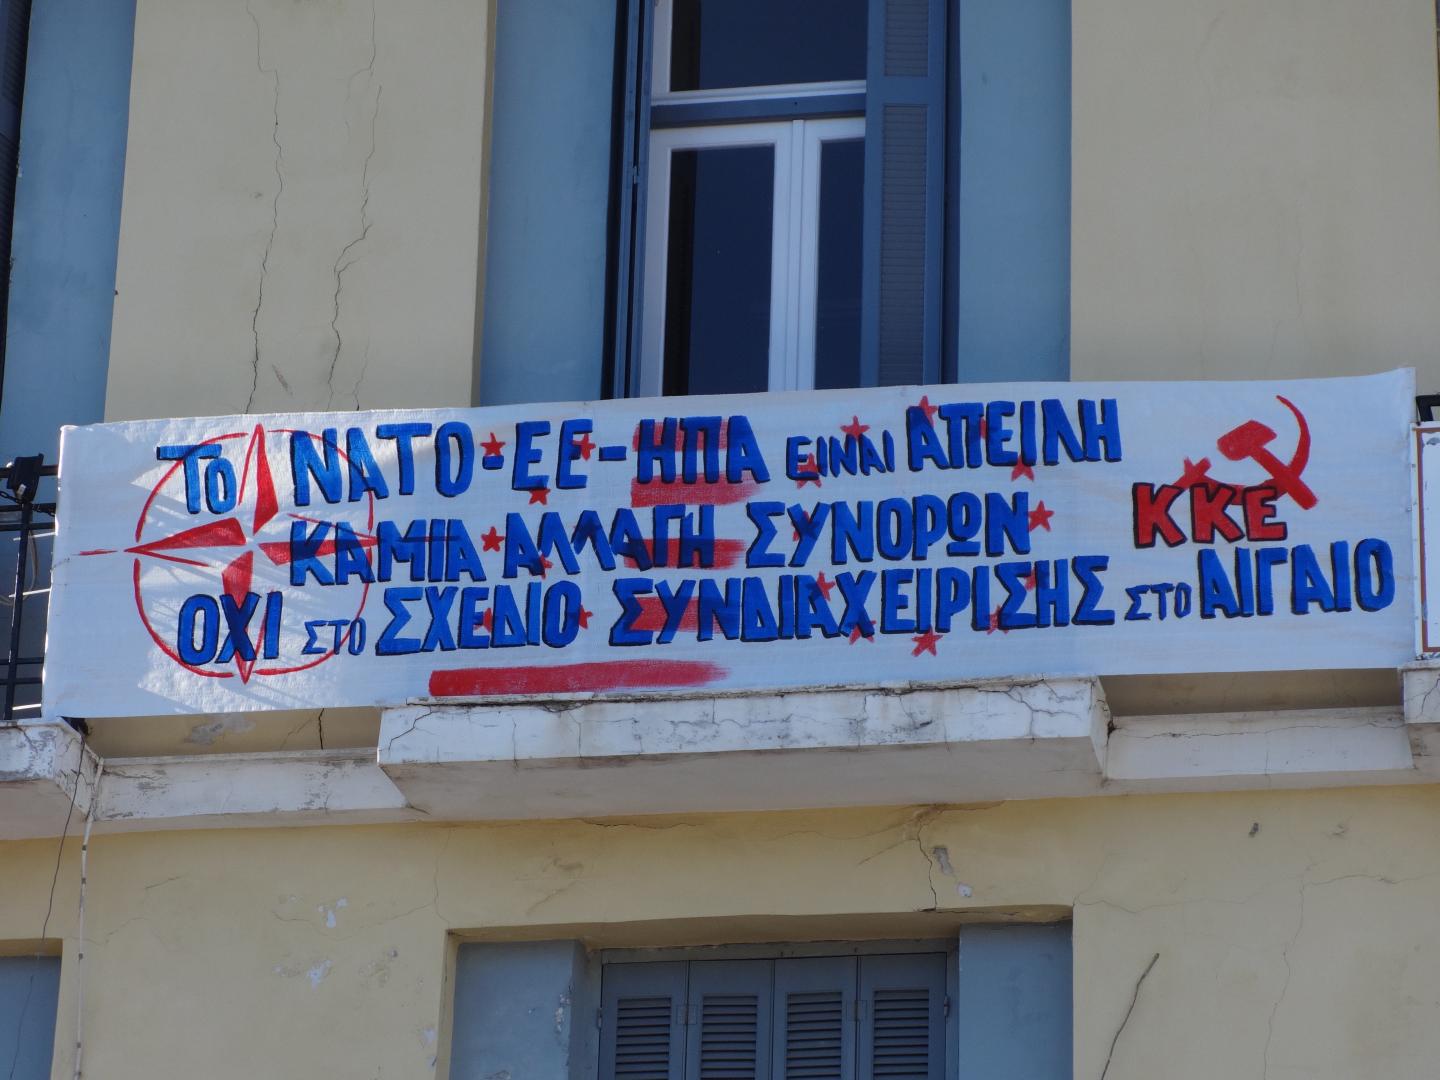 ΤΟ ΝΑΤΟ-ΕΕ-ΗΠΑ ΕΙΝΑΙ ΑΠΕΙΛΗ
ΚΑΜΙΑ ΑΛΛΑΓΗ ΣΥΝΟΡΩΝ
ΟΧΙ ΣΤΟ ΣΧΕΔΙΟ ΣΥΝΔΙΑΧΕΙΡΙΣΗΣ ΣΤΟ ΑΙΓΑΙΟ
ΚΚΕ